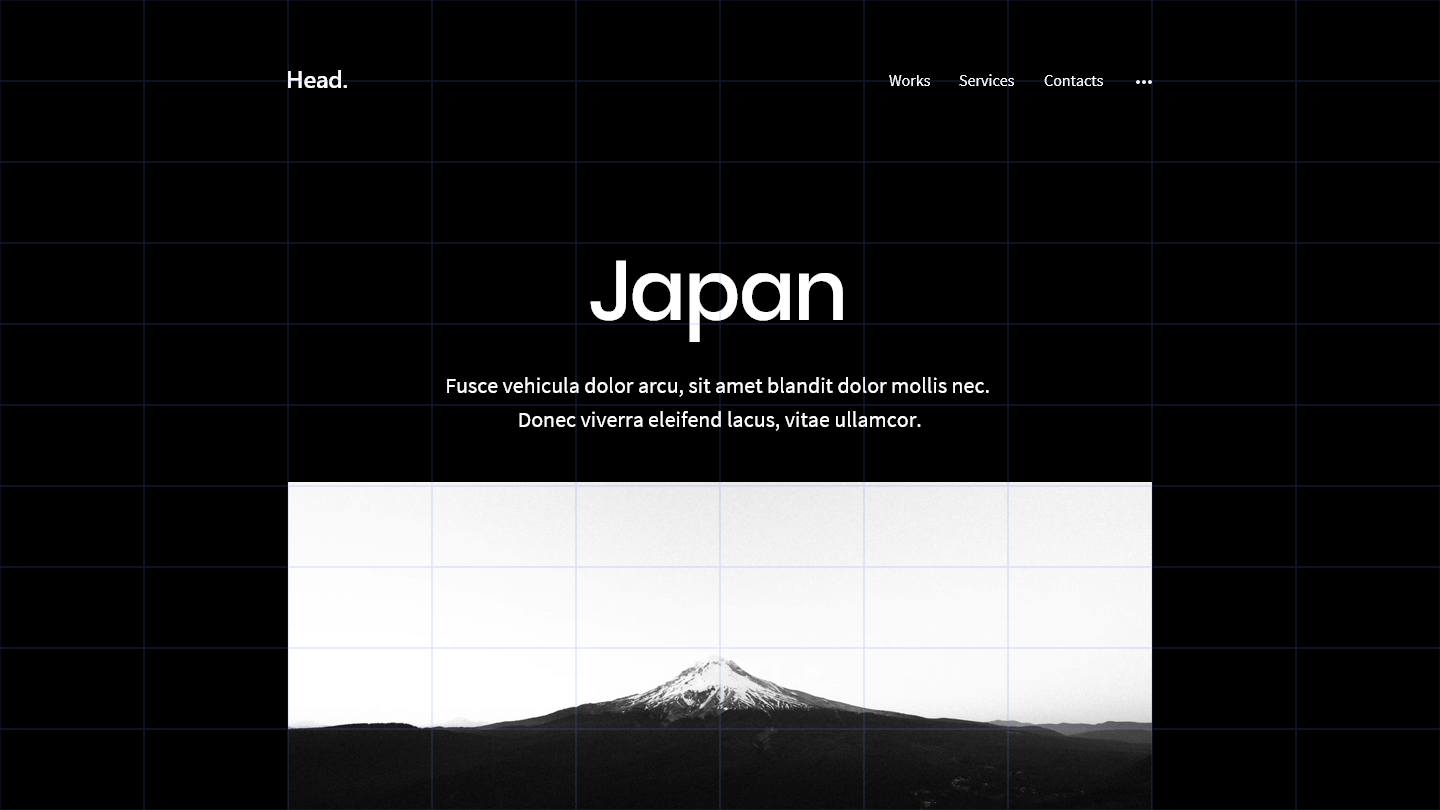 Head.
Works Services Contacts
Japan
Fusce vehicula dolor arcu, sit amet blandit dolor mollis nec.
Donec viverra eleifend lacus, vitae ullamcor.